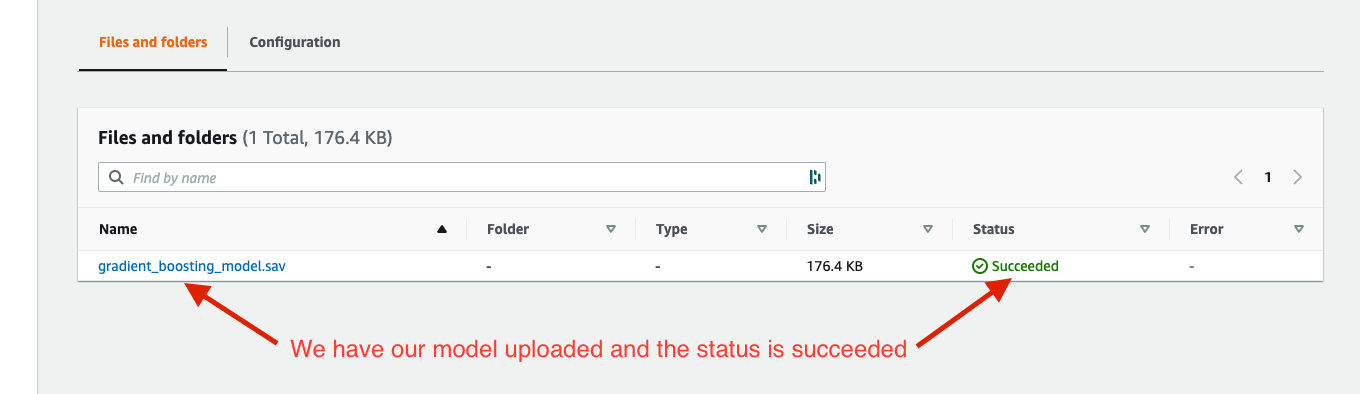 Files and folders Configuration
Files and folders (1 Total, 176.4 KB)
Find by name 1
Name Folder Type Size Status Error
gradient_boosting_model.sav - - 176.4 KB Succeeded -
We have our model uploaded and the status is succeeded